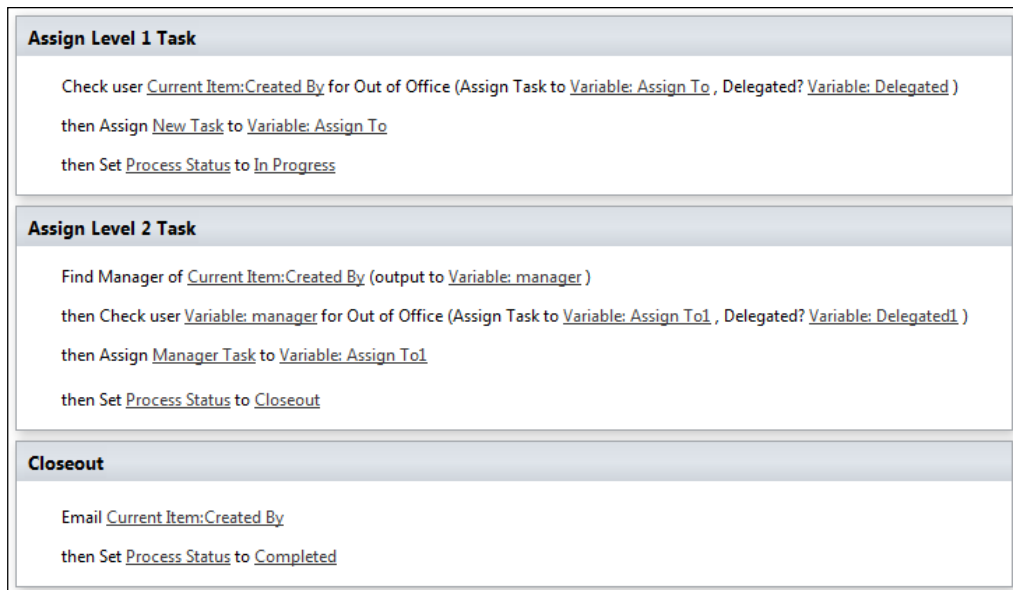 Assign Level 1 Task
Check user Current Item:Created By for Out of Office (Assign Task to Variable: Assign To , Delegated? Variable: Delegated )
then Assign New Task to Variable: Assign To
then Set Process Status to In Progress
Assign Level 2 Task
Find Manager of Current Item:Created By (output to Variable: manager )
then Check user Variable: manager for Out of Office (Assign Task to Variable: Assign To1 , Delegated? Variable: Delegated1 )
then Assign Manager Task to Variable: Assign To1
then Set Process Status to Closeout
Closeout
Email Current Item:Created By
then Set Process Status to Completed